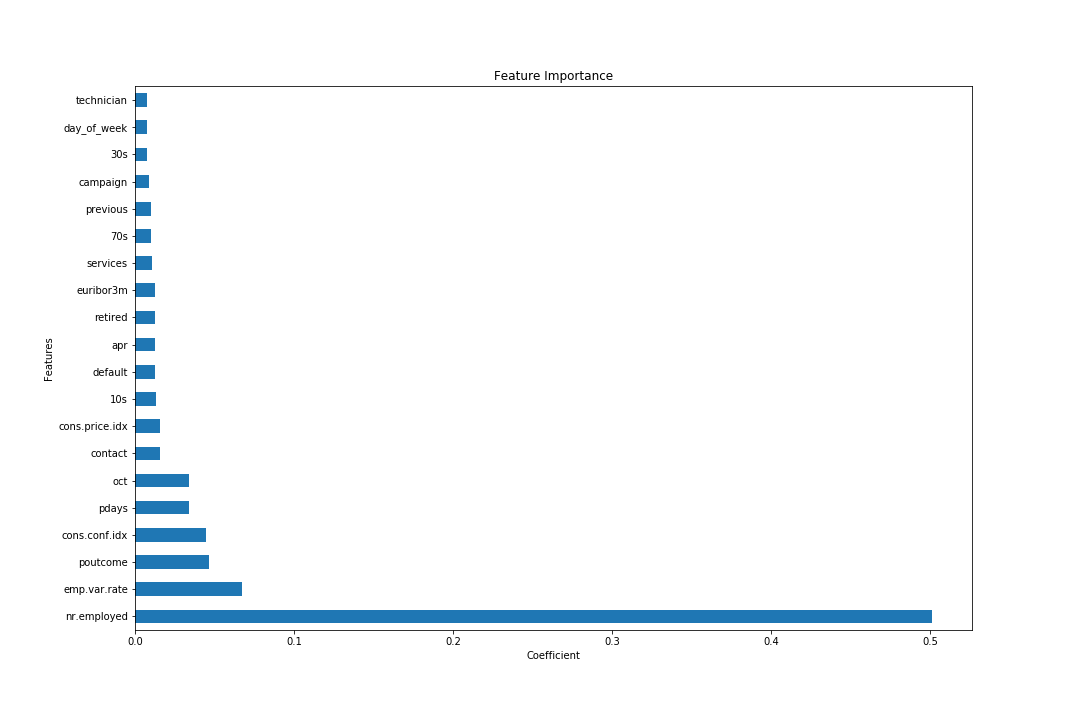 Feature Importance
technician
day_of_week
30s
campaign
previous
70s
services
euribor3m
retired
apr
default
10s
cons.price.idx
contact
oct
pdays
cons.conf.idx
poutcome
emp.var.rate
nr.employed
Features
0.0 0.1 0.2 0.3 0.4 0.5
Coefficient